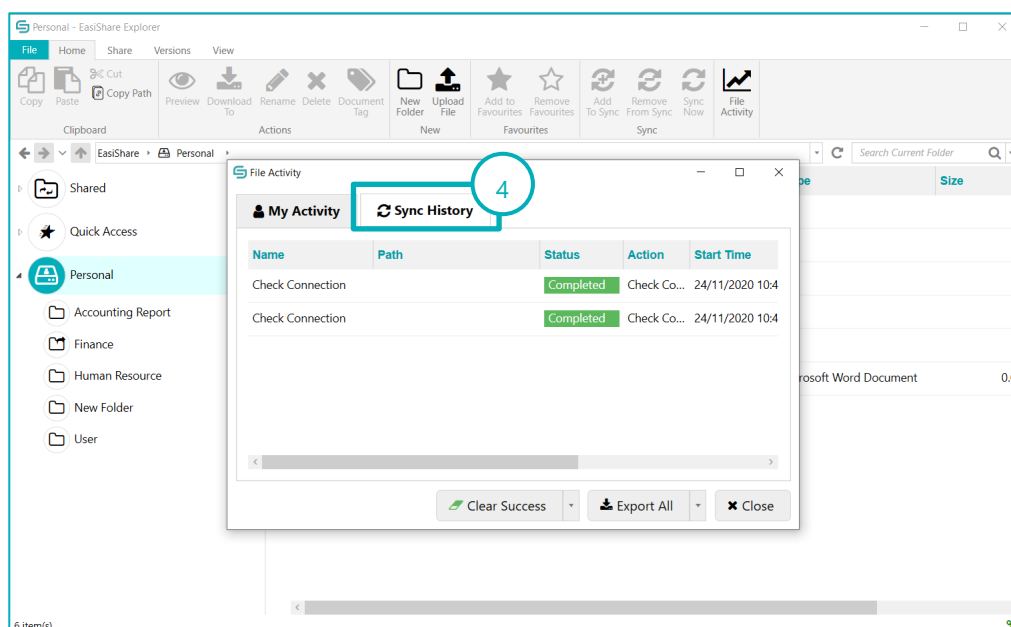 Personal - EasiShare Explorer
File Home Share Versions View
Copy Paste Cut Copy Path Preview Download To Rename Delete Document Tag New Folder Upload File Add to Favourites Remove Favourites Add To Sync Remove From Sync Sync Now File Activity
Clipboard Actions New Favourites Sync
EasiShare Personal Search Current Folder
Shared
Quick Access
Personal
Accounting Report
Finance
Human Resource
New Folder
User
Size
rosoft Word Document 0.
File Activity
4
My Activity Sync History
Name Path Status Action Start Time
Check Connection Completed Check Co... 24/11/2020 10:4
Check Connection Completed Check Co... 24/11/2020 10:4
Clear Success Export All Close
6 item(s)